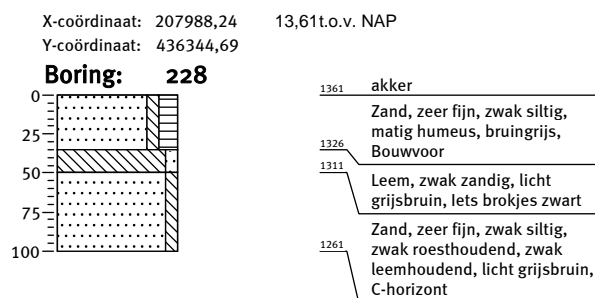 X-coördinaat: 207988,24 13,61t.o.v. NAP
Y-coördinaat: 436344,69
Boring: 228
0
25
50
75
100
1361 akker
Zand, zeer fijn, zwak siltig,
matig humeus, bruingrijs,
1326 Bouwvoor
1311
Leem, zwak zandig, licht
grijsbruin, Iets brokjes zwart
Zand, zeer fijn, zwak siltig,
1261 zwak roesthoudend, zwak
leemhoudend, licht grijsbruin,
C-horizont